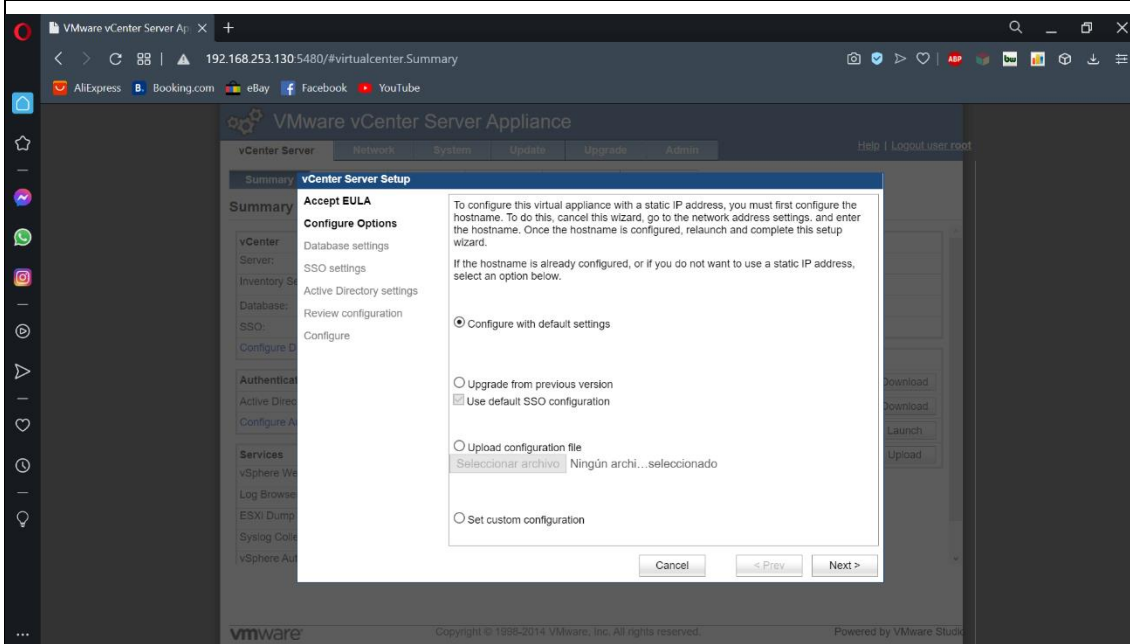 VMware vCenter Server Ap
192.168.253.130:5480/#virtualcenter.Summary
ABP
bw
AliExpress B. Booking.com eBay Facebook YouTube
VMware vCenter Server Appliance
vCenter Server Network System Update Upgrade Admin Help | Logout user root
Summary
Summary
vCenter
Server:
Inventory Se
Database:
SSO:
Configure D
Authenticat
Active Direc
Configure A
Services
vSphere We
Log Browse
ESXi Dump
Syslog Colle
vSphere Aut
vCenter Server Setup
Accept EULA
Configure Options
Database settings
SSO settings
Active Directory settings
Review configuration
Configure
To configure this virtual appliance with a static IP address, you must first configure the
hostname. To do this, cancel this wizard, go to the network address settings. and enter
the hostname. Once the hostname is configured, relaunch and complete this setup
wizard.
If the hostname is already configured, or if you do not want to use a static IP address,
select an option below.
Configure with default settings
Upgrade from previous version
Use default SSO configuration
Upload configuration file
Seleccionar archivo Ningún archi…seleccionado
Set custom configuration
Cancel < Prev Next >
Download
Download
Launch
Upload
vmware Copyright © 1998-2014 VMware, Inc. All rights reserved. Powered by VMware Studio